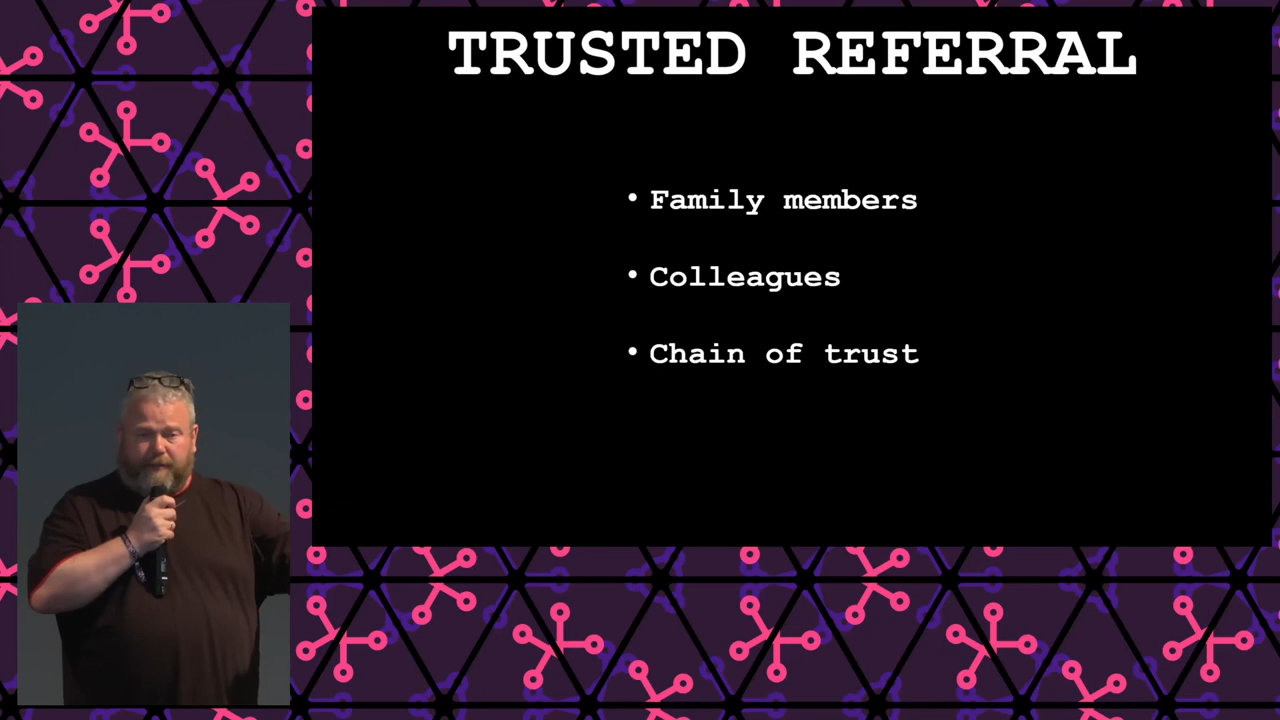 TRUSTED REFERRAL
• Family members
• Colleagues
• Chain of trust